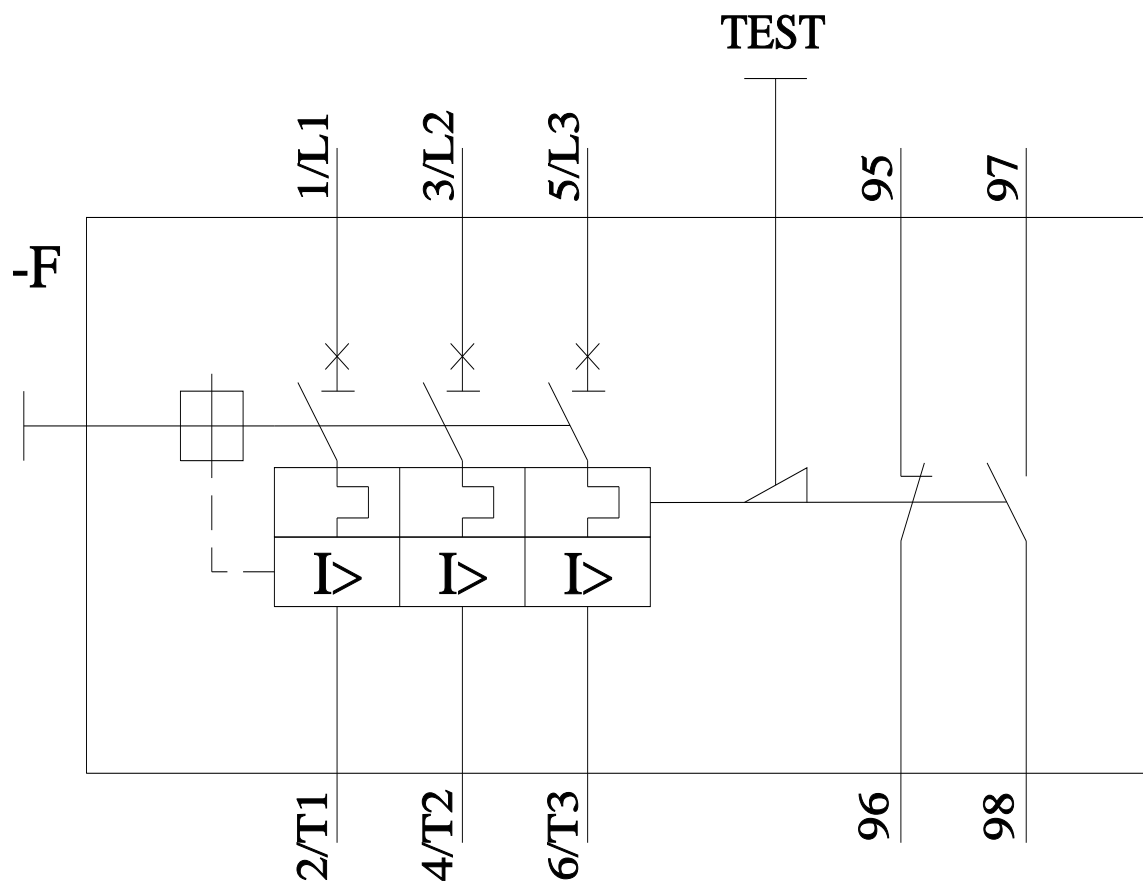 TEST
1/L1
3/L2
5/L3
95
97
-F
I>
I>
I>
2/T1
4/T2
6/T3
96
98